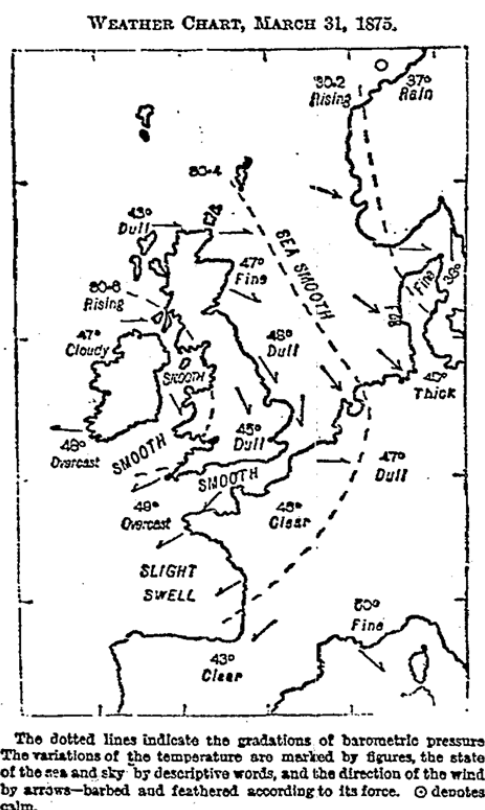 WEATHER CHART, MARCH 31, 1875.
30·2
Rising
37°
Rain
30·4
43°
Dull
SEA SMOOTH
47°
Fine
Fine
36°
30·6
Rising
FOG
47°
Cloudy
48°
Dull
SMOOTH
45°
Thick
48°
Overcast
SMOOTH
45°
Dull
47°
Dull
SMOOTH
49°
Overcast
45°
Clear
SLIGHT
SWELL
50°
Fine
43°
Clear
The dotted lines indicate the gradations of barometric pressure
The variations of the temperature are marked by figures, the state
of the sea and sky by descriptive words, and the direction of the wind
by arrows—barbed and feathered according to its force. ⊙ denotes
calm.